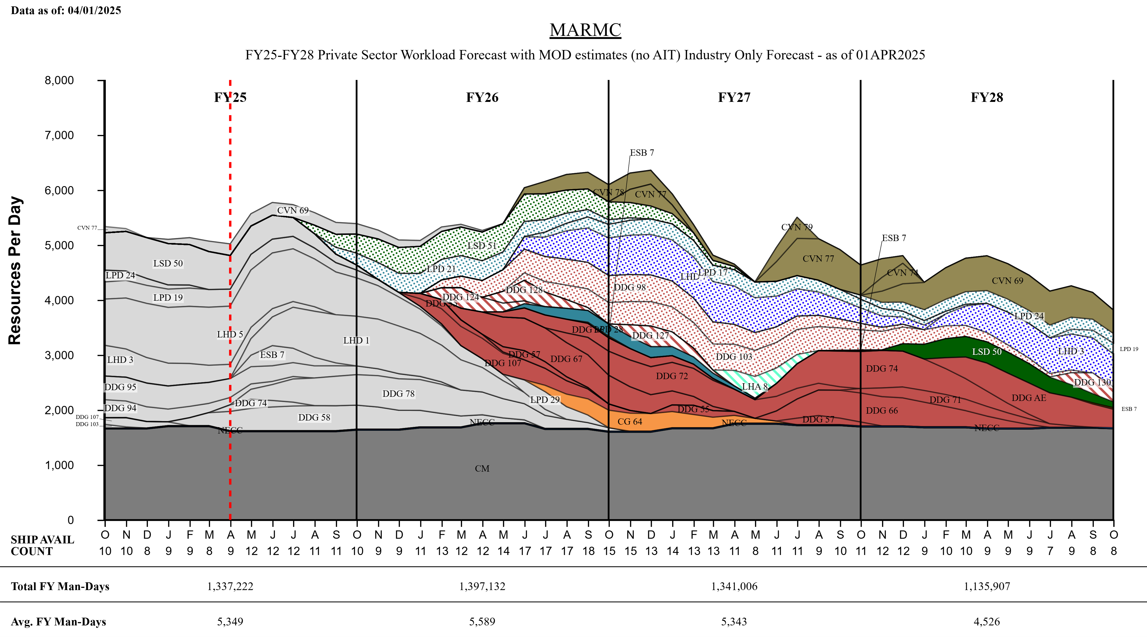 Data as of: 04/01/2025
MARMC
FY25-FY28 Private Sector Workload Forecast with MOD estimates (no AIT) Industry Only Forecast - as of 01APR2025
Resources Per Day
8,000
7,000
6,000
5,000
4,000
3,000
2,000
1,000
0
FY25 FY26 FY27 FY28
CVN 77
LPD 24
LSD 50
LPD 19
LHD 5
LHD 3
ESB 7
DDG 95
DDG 94
DDG 107
DDG 103
DDG 74
DDG 58
NECC
CVN 69
LHD 1
DDG 78
LSD 51
LPD 21
DDG 124
DDG 128
DDG 57
DDG 107
DDG 67
LPD 29
NECC
CM
CVN 78
ESB 7
CVN 77
DDG 98
LPD 17
DDG 127
DDG 72
DDG 103
LHA 8
CG 64
NECC
CVN 79
CVN 77
DDG 57
ESB 7
CVN 69
LPD 24
LSD 50
LHD 3
DDG 74
DDG 66
DDG 71
DDG AE
DDG 130
NECC
LPD 19
ESB 7
O N D J F M A M J J A S O N D J F M A M J J A S O N D J F M A M J J A S O N D J F M A M J J A S O
SHIP AVAIL
COUNT
10 10 8 9 8 8 9 12 12 12 11 11 10 11 9 11 13 13 12 14 17 17 17 18 15 15 13 14 13 13 11 8 11 11 9 10 11 12 12 9 10 10 9 9 9 7 8 9 8
Total FY Man-Days 1,337,222 1,397,132 1,341,006 1,135,907
Avg. FY Man-Days 5,349 5,589 5,343 4,526